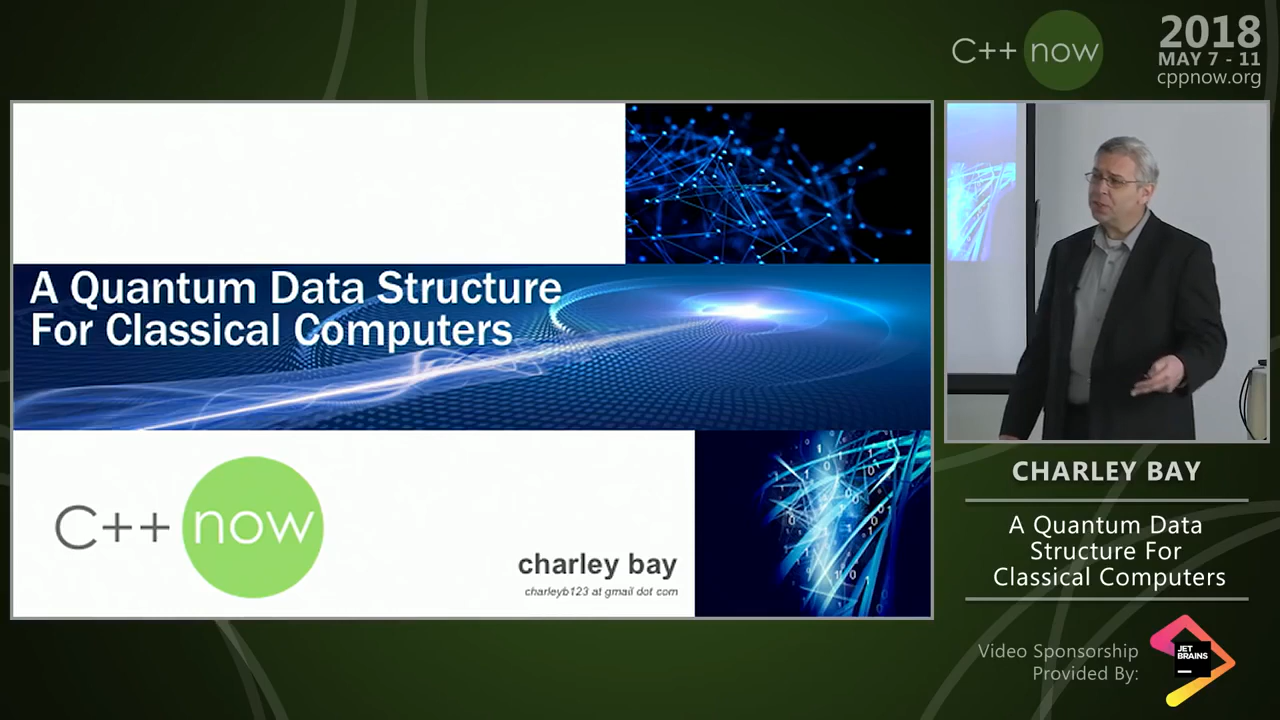 C++ now
2018
MAY 7 - 11
cppnow.org
A Quantum Data Structure
For Classical Computers
C++ now
charley bay
charleyb123 at gmail dot com
CHARLEY BAY
A Quantum Data
Structure For
Classical Computers
Video Sponsorship
Provided By:
JET
BRAINS